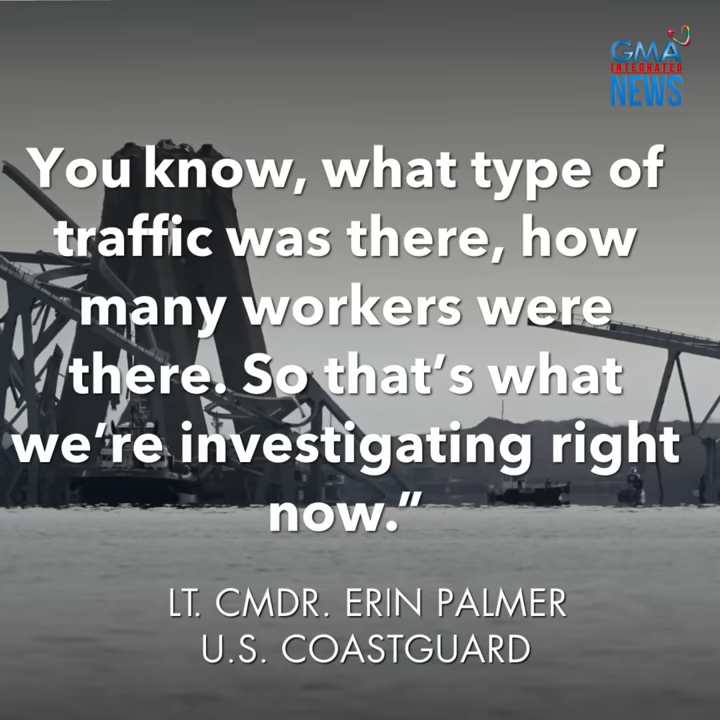 GMA
INTEGRATED
NEWS
You know, what type of
traffic was there, how
many workers were
there. So that’s what
we’re investigating right
now.”
LT. CMDR. ERIN PALMER
U.S. COASTGUARD